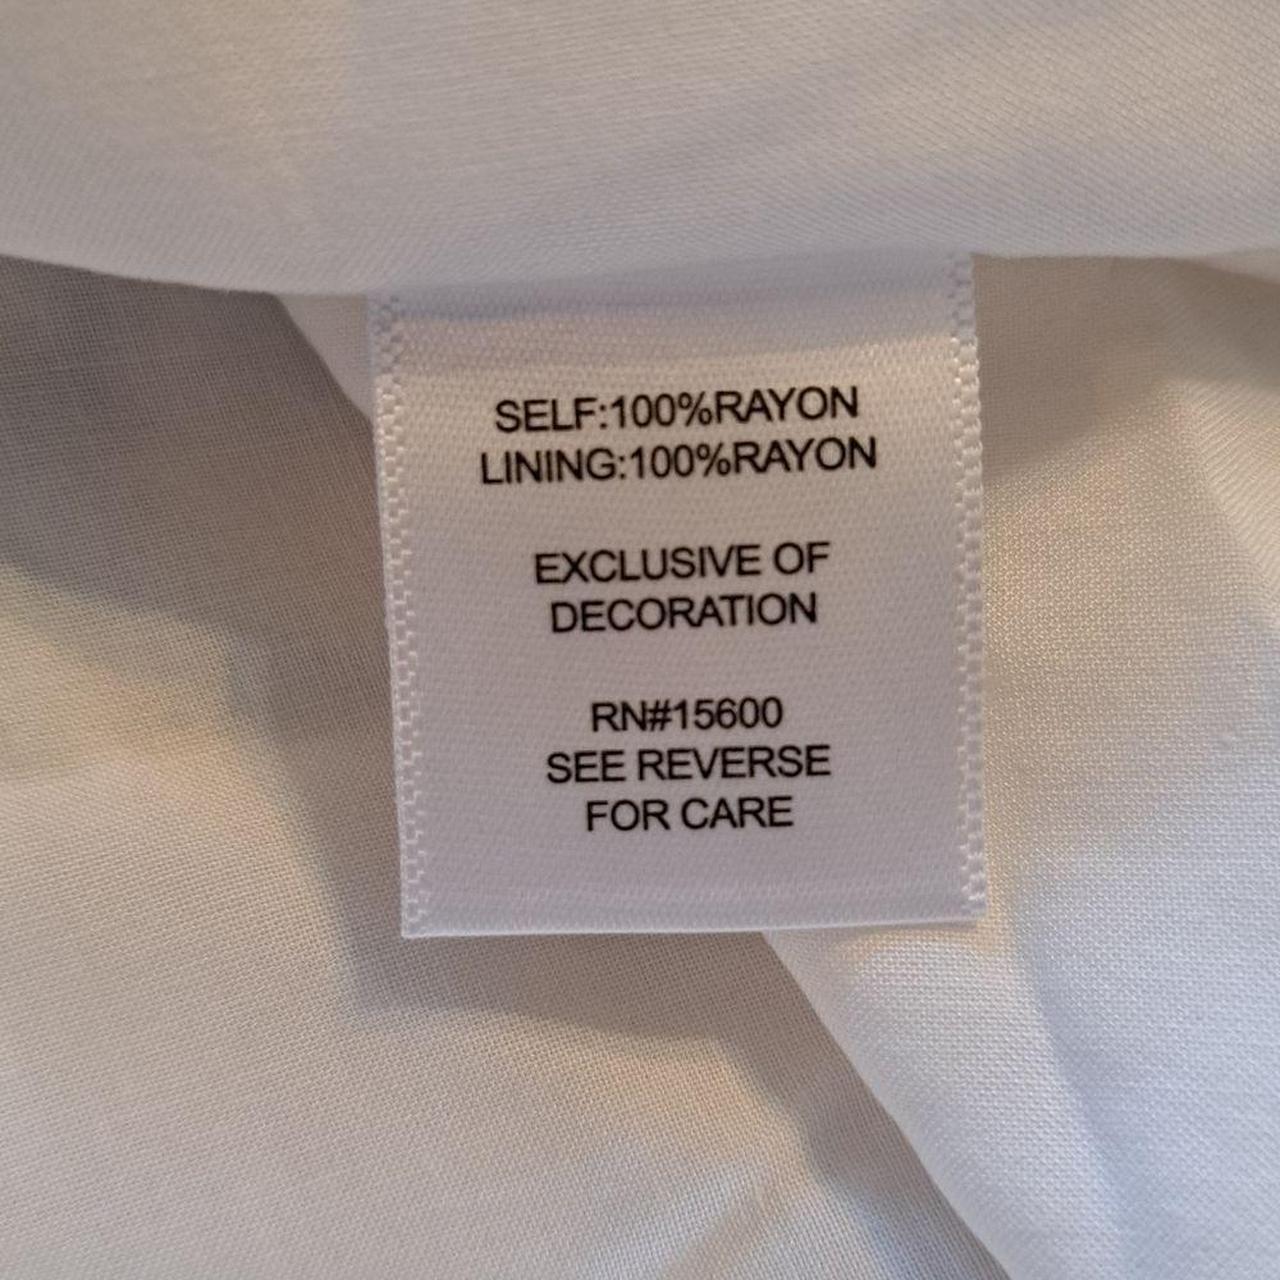 SELF:100%RAYON
LINING:100%RAYON
EXCLUSIVE OF
DECORATION
RN#15600
SEE REVERSE
FOR CARE